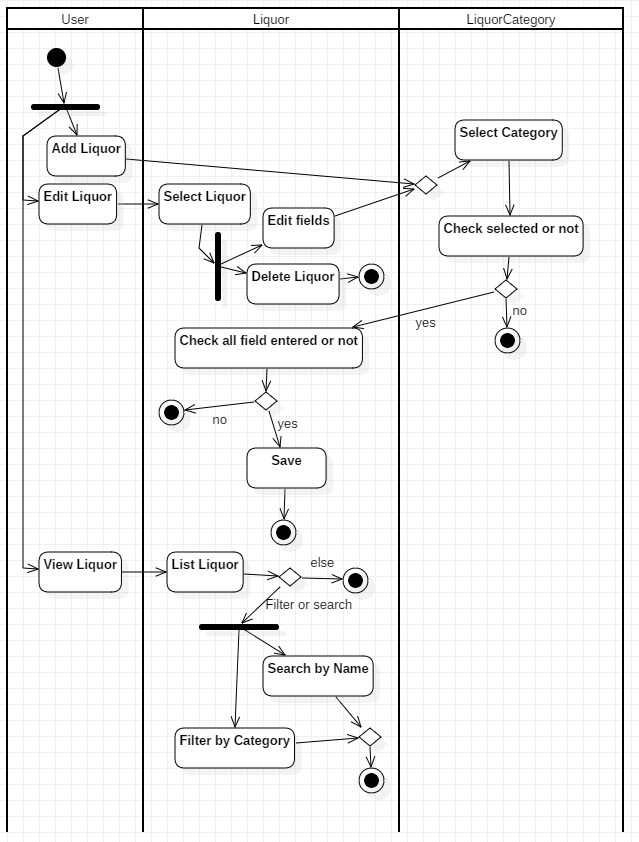 User
Liquor
LiquorCategory
Select Category
Add Liquor
Edit Liquor
Select Liquor
Edit fields
Check selected or not
Delete Liquor
no
yes
Check all field entered or not
no
yes
Save
View Liquor
List Liquor
else
Filter or search
Search by Name
Filter by Category